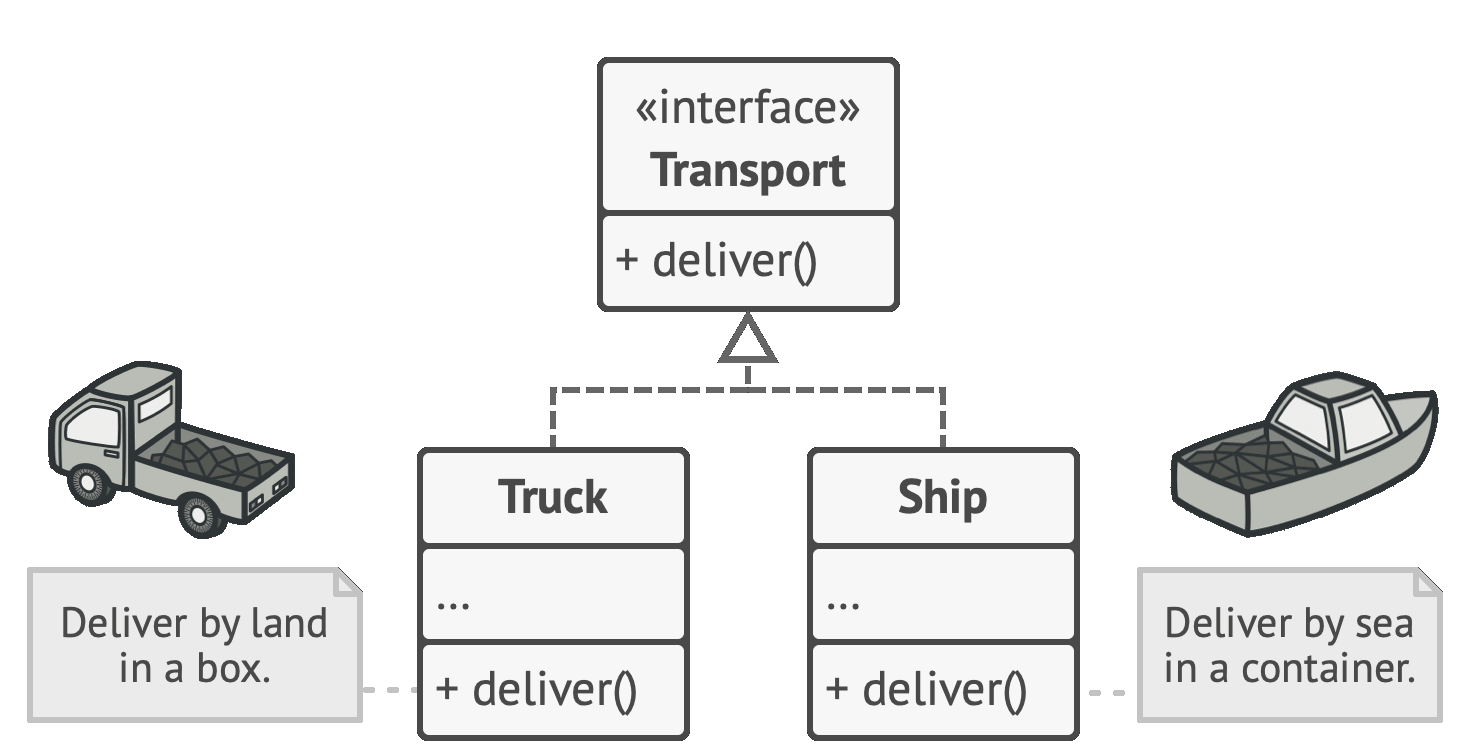 «interface»
Transport
+ deliver()
Truck
...
+ deliver()
Ship
...
+ deliver()
Deliver by land
in a box.
Deliver by sea
in a container.